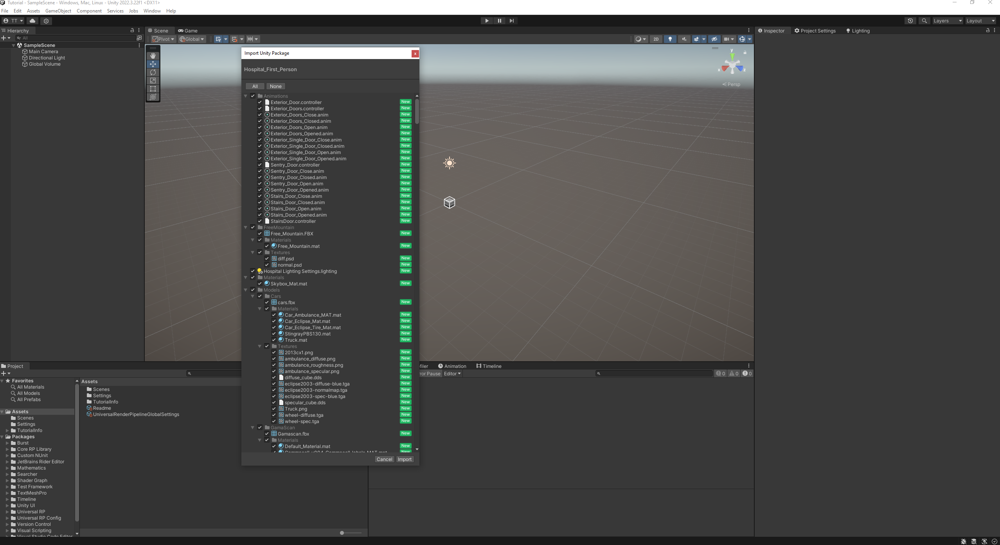 Tutorial - SampleScene - Windows, Mac, Linux - Unity 2022.3.22f1 <DX11>
File Edit Assets GameObject Component Services Jobs Window Help
TT
Layers Layout
Hierarchy
All
SampleScene
Main Camera
Directional Light
Global Volume
Scene Game
Pivot Global
2D
y
x z
Persp
Inspector Project Settings Lighting
Import Unity Package
x
Hospital_First_Person
All None
Animations
Exterior_Door.controller New
Exterior_Doors.controller New
Exterior_Doors_Close.anim New
Exterior_Doors_Closed.anim New
Exterior_Doors_Open.anim New
Exterior_Doors_Opened.anim New
Exterior_Single_Door_Close.anim New
Exterior_Single_Door_Closed.anim New
Exterior_Single_Door_Open.anim New
Exterior_Single_Door_Opened.anim New
Sentry_Door.controller New
Sentry_Door_Close.anim New
Sentry_Door_Closed.anim New
Sentry_Door_Open.anim New
Sentry_Door_Opened.anim New
Stairs_Door_Close.anim New
Stairs_Door_Closed.anim New
Stairs_Door_Open.anim New
Stairs_Door_Opened.anim New
StairsDoor.controller New
FreeMountain
Free_Mountain.FBX New
Materials
Free_Mountain.mat New
Textures
diff.psd New
normal.psd New
Hospital Lighting Settings.lighting New
Materials
Skybox_Mat.mat New
Models
Cars
cars.fbx New
Materials
Car_Ambulance_MAT.mat New
Car_Eclipse_Mat.mat New
Car_Eclipse_Tire_Mat.mat New
StingrayPBS130.mat New
Truck.mat New
Textures
2013cx1.png New
ambulance_diffuse.png New
ambulance_roughness.png New
ambulance_specular.png New
diffuse_cube.dds New
eclipse2003-diffuse-blue.tga New
eclipse2003-normalmap.tga New
eclipse2003-spec-blue.tga New
specular_cube.dds New
Truck.png New
wheel-diffuse.tga New
wheel-spec.tga New
GamaScan
Gamascan.fbx New
Materials
Default_Material.mat New
New
Cancel Import
Project
Favorites
All Materials
All Models
All Prefabs
Assets
Scenes
Settings
TutorialInfo
Packages
Burst
Core RP Library
Custom NUnit
JetBrains Rider Editor
Mathematics
Searcher
Shader Graph
Test Framework
TextMeshPro
Timeline
Unity UI
Universal RP
Universal RP Config
Version Control
Visual Scripting
Visual Studio Code Editor
Assets
Scenes
Settings
TutorialInfo
Readme
UniversalRenderPipelineGlobalSettings
filer Animation Timeline
rror Pause Editor
0 0 0